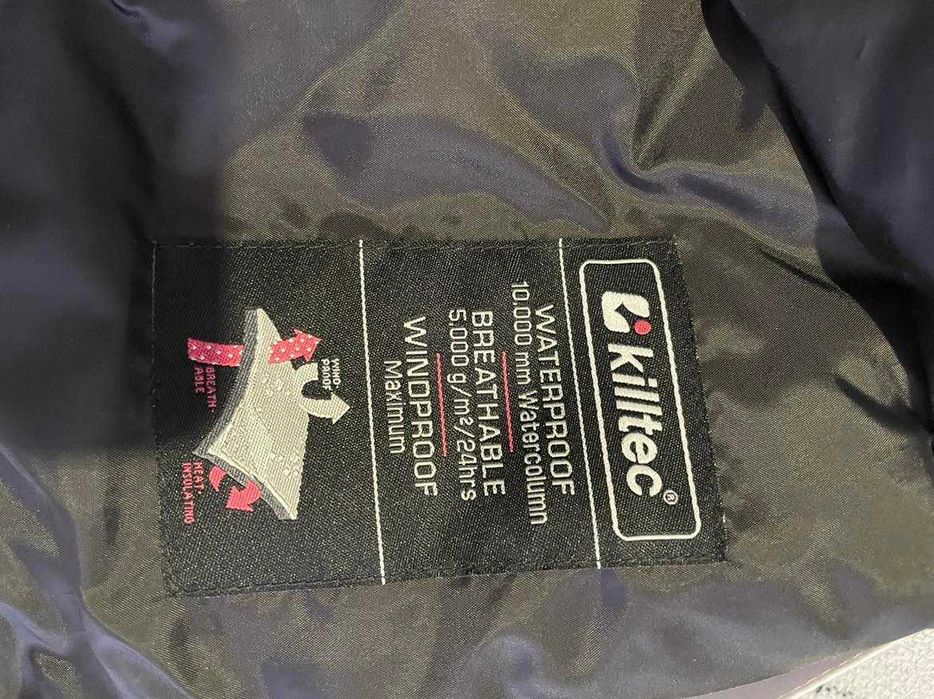 killtec®
WATERPROOF
10.000 mm Watercolumn
BREATHABLE
5.000 g/m²/24hrs
WINDPROOF
Maximum
WIND
PROOF
BREATH-
ABLE
HEAT-
INSULATING